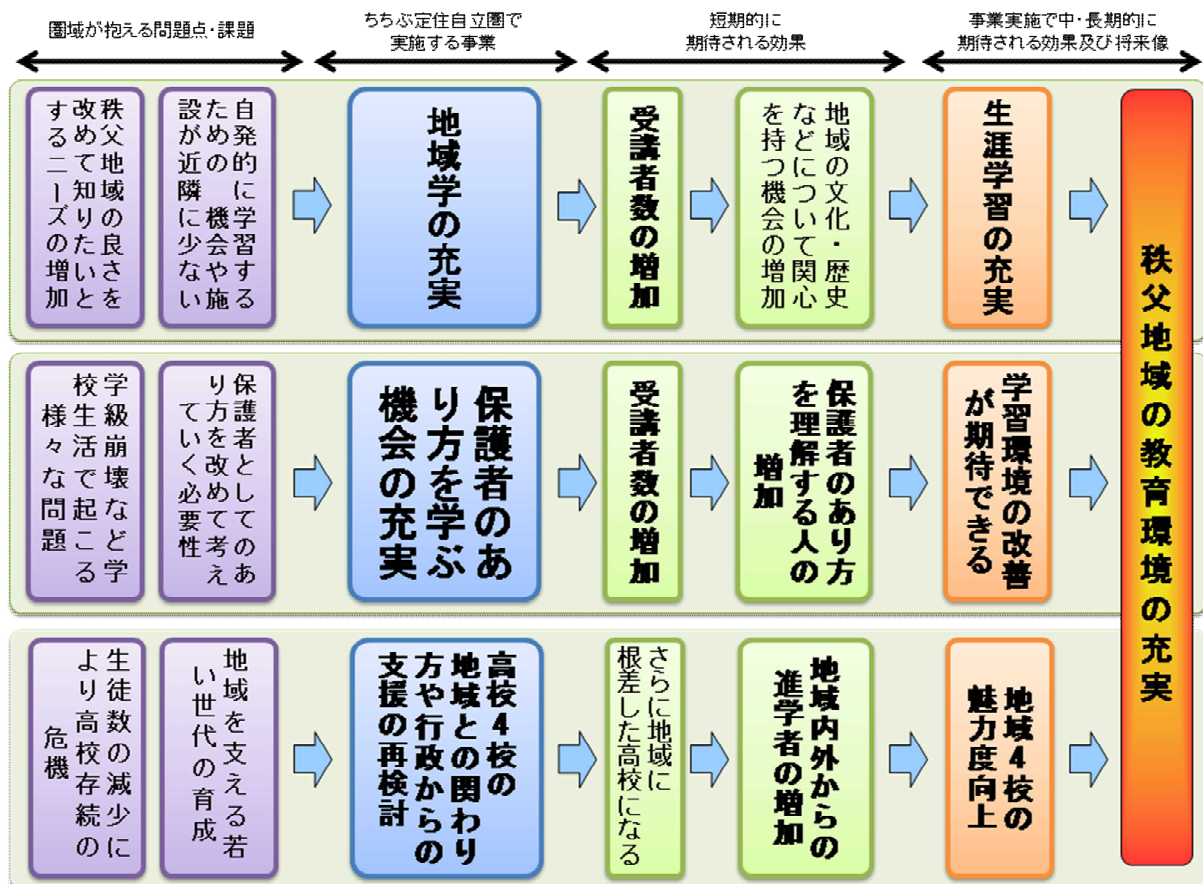 圏域が抱える問題点・課題
ちちぶ定住自立圏で
実施する事業
短期的に
期待される効果
事業実施で中・長期的に
期待される効果及び将来像
秩父地域の良さを
改めて知りたいと
するニーズの増加
自発的に学習する
ための　機会や施
設が近隣に少ない
地域学の充実
受講者数の増加
地域の文化・歴史
などについて関心
を持つ機会の増加
生涯学習の充実
学級崩壊など学
校生活で起こる
様々な問題
保護者としてのあ
り方を改めて考え
ていく必要性
保護者のあ
り方を学ぶ
機会の充実
受講者数の増加
保護者のあり方
を理解する人の
増加
学習環境の改善
が期待できる
生徒数の減少に
より高校存続の
危機
地域を支える若
い世代の育成
高校4校の
地域との関わり
方や行政からの
支援の再検討
さらに地域に
根差した高校になる
地域内外からの
進学者の増加
地域4校の
魅力度向上
秩父地域の教育環境の充実